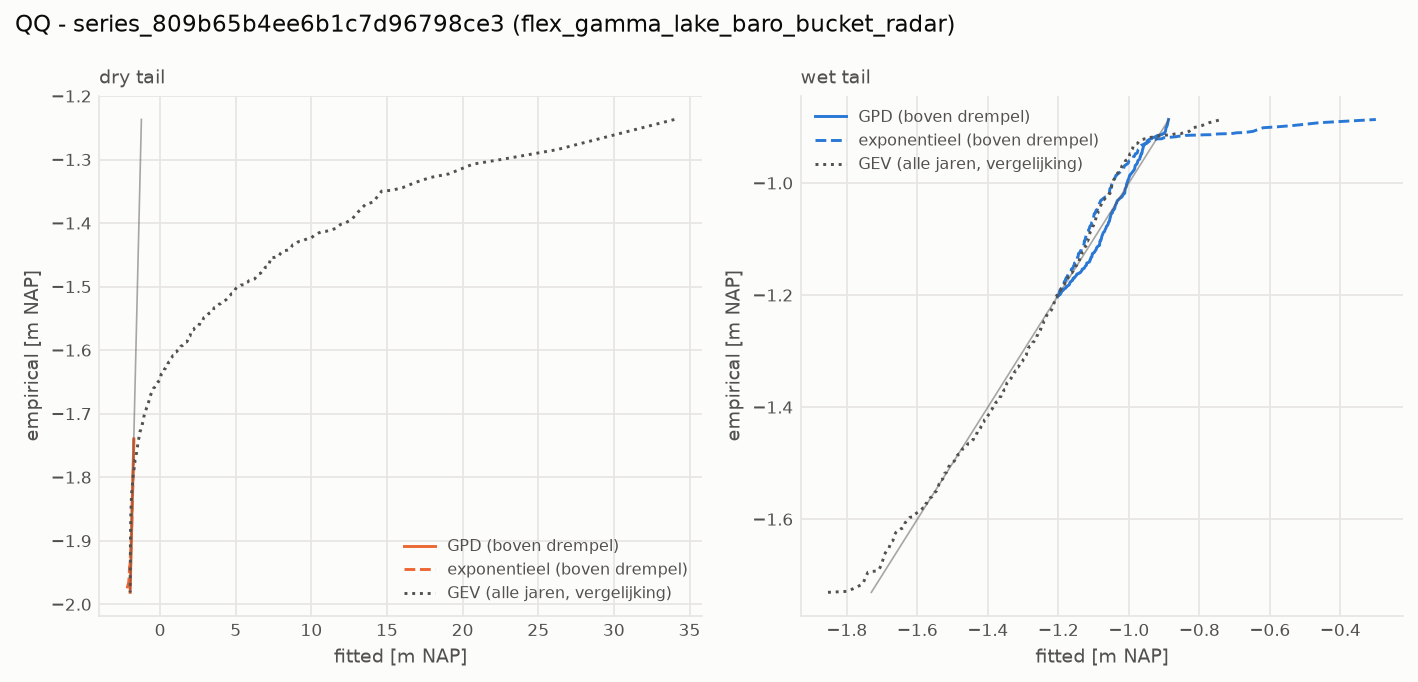 QQ - series_809b65b4ee6b1c7d96798ce3 (flex_gamma_lake_baro_bucket_radar)
dry tail
−1.2
−1.3
−1.4
−1.5
−1.6
−1.7
−1.8
−1.9
−2.0
empirical [m NAP]
GPD (boven drempel)
exponentieel (boven drempel)
GEV (alle jaren, vergelijking)
0 5 10 15 20 25 30 35
fitted [m NAP]
wet tail
GPD (boven drempel)
exponentieel (boven drempel)
GEV (alle jaren, vergelijking)
−1.0
−1.2
−1.4
−1.6
empirical [m NAP]
−1.8 −1.6 −1.4 −1.2 −1.0 −0.8 −0.6 −0.4
fitted [m NAP]